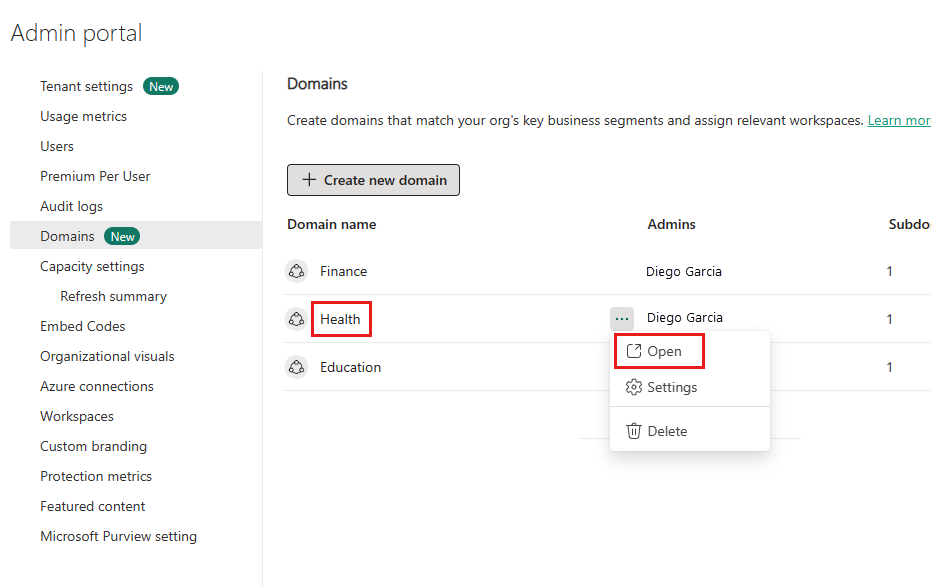 Admin portal
Tenant settings New
Usage metrics
Users
Premium Per User
Audit logs
Domains New
Capacity settings
Refresh summary
Embed Codes
Organizational visuals
Azure connections
Workspaces
Custom branding
Protection metrics
Featured content
Microsoft Purview setting
Domains
Create domains that match your org's key business segments and assign relevant workspaces. Learn mor
+ Create new domain
Domain name Admins Subdo
Finance Diego Garcia 1
Health ... Diego Garcia 1
Open
Education 1
Settings
Delete